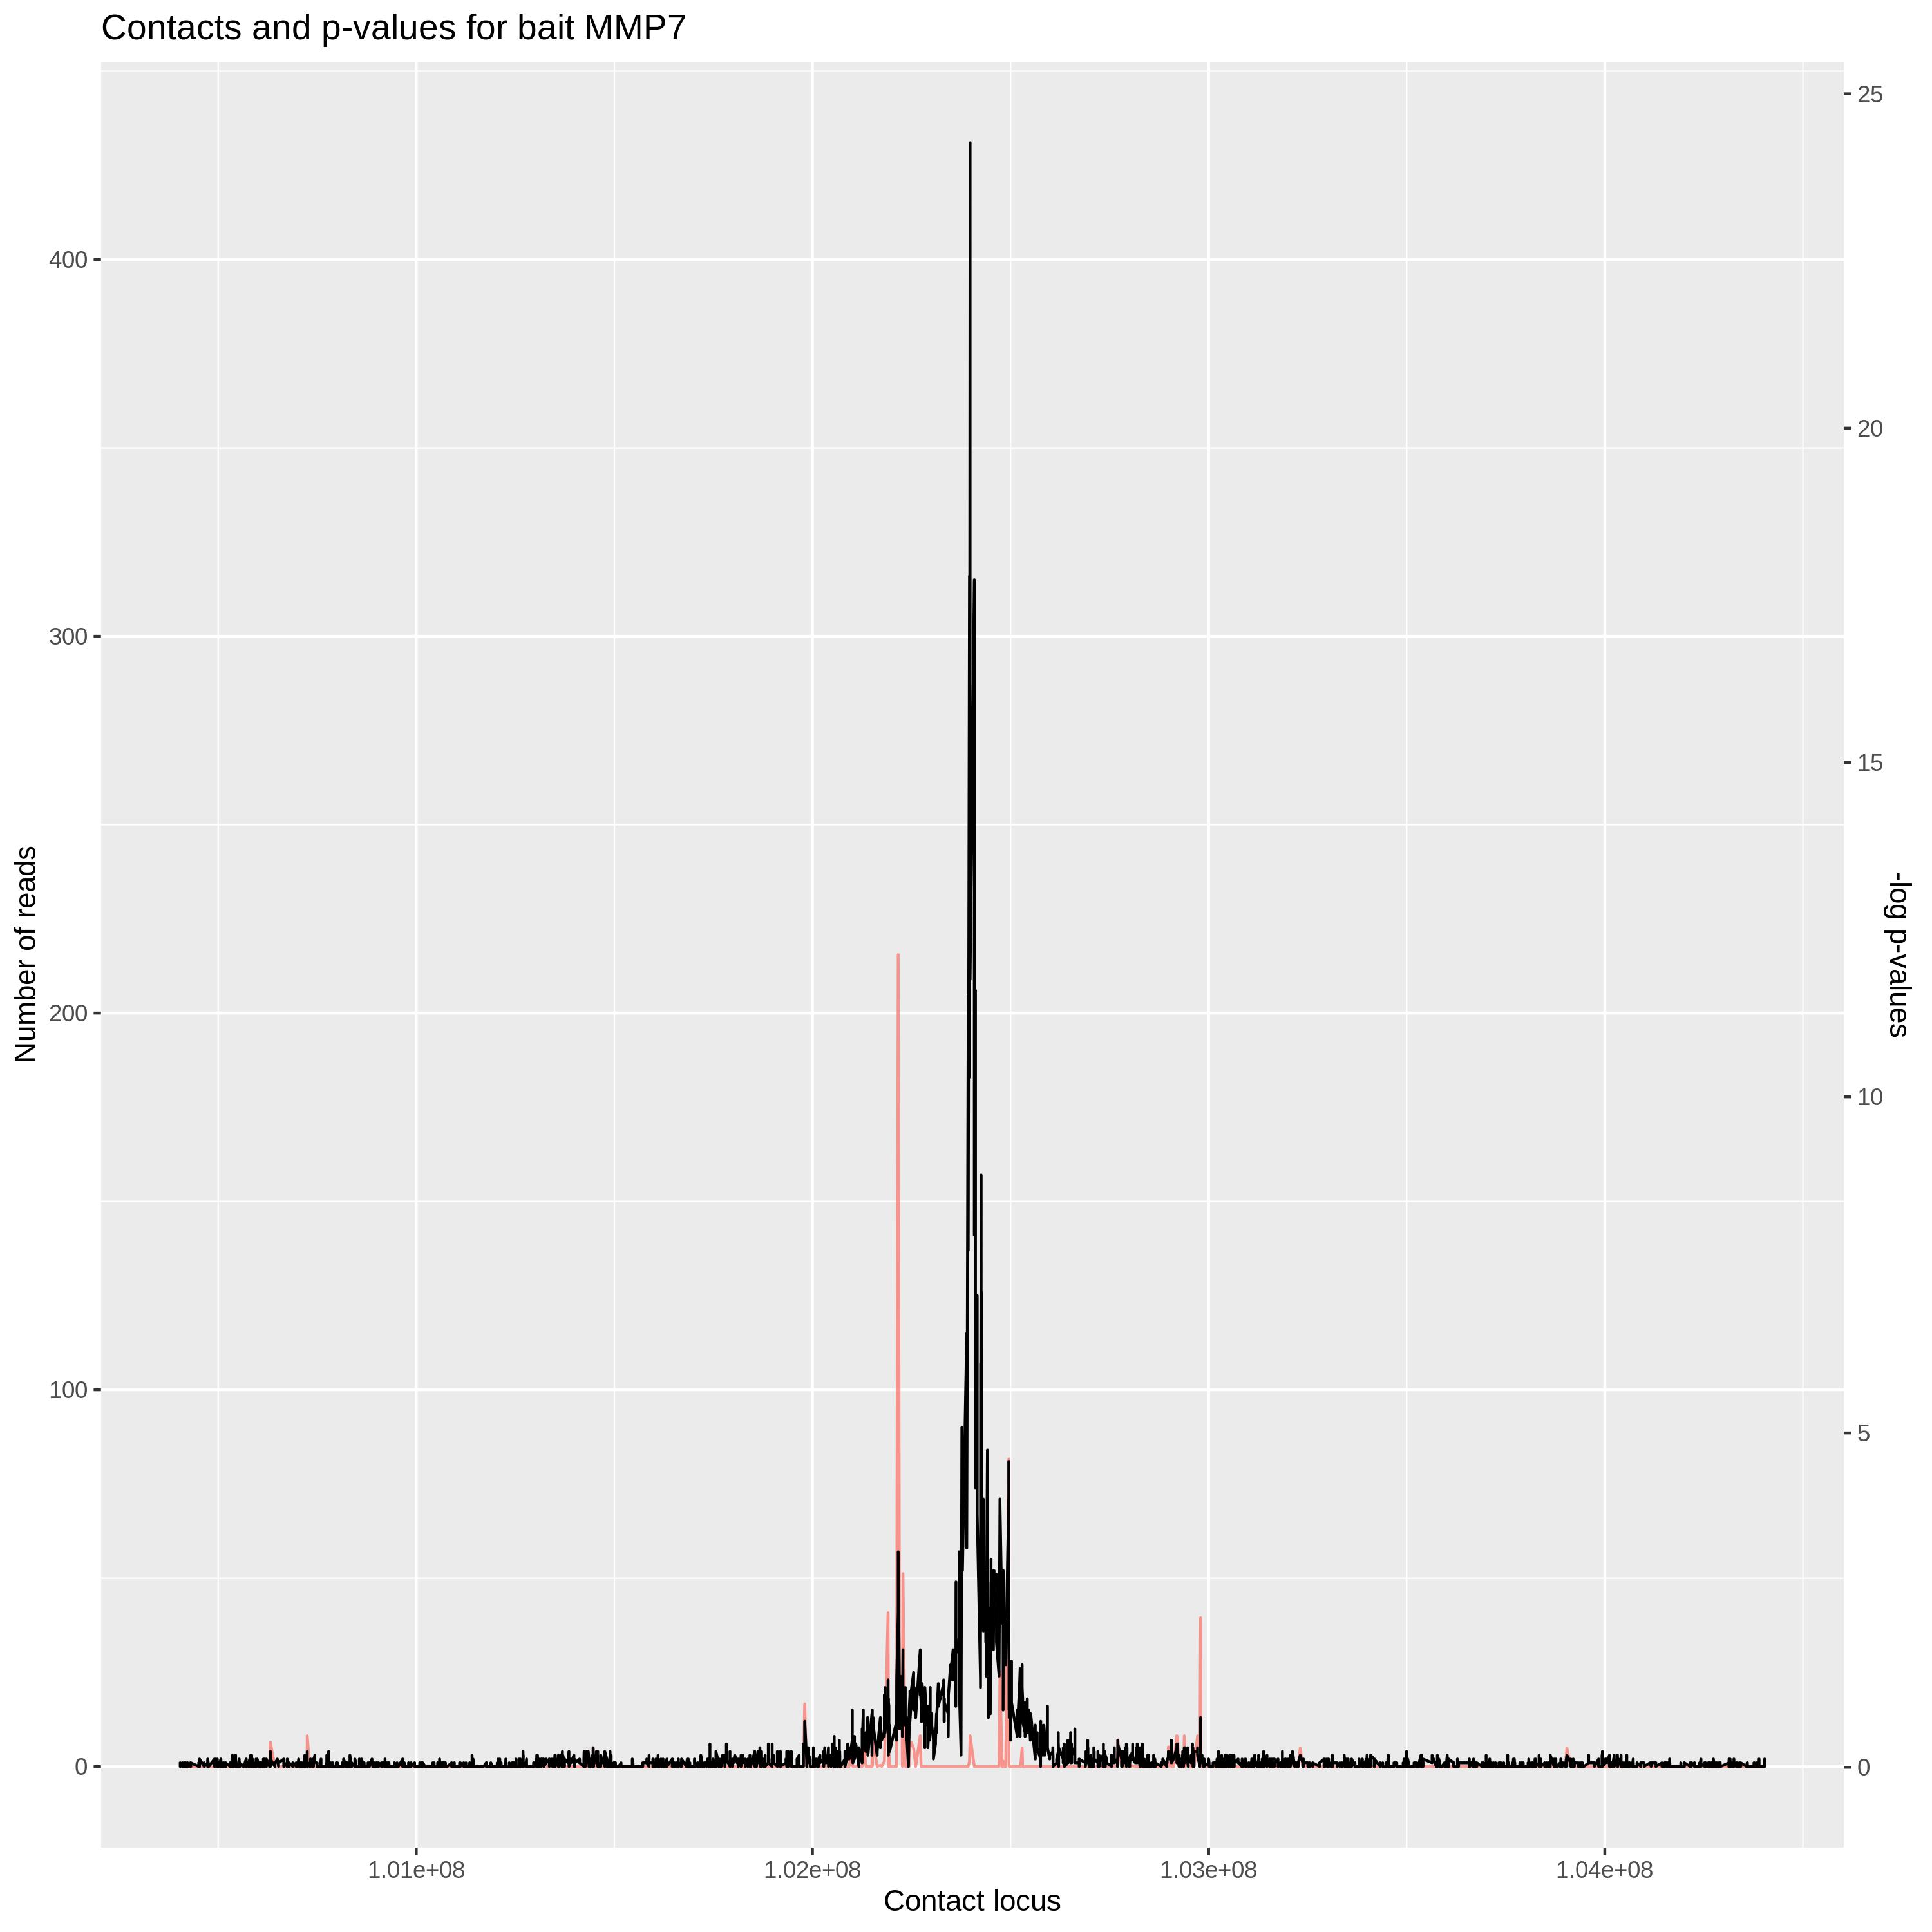 Contacts and p-values for bait MMP7
Number of reads
400
300
200
100
0
25
20
15
10
5
0
-log p-values
1.01e+08
1.02e+08
1.03e+08
1.04e+08
Contact locus